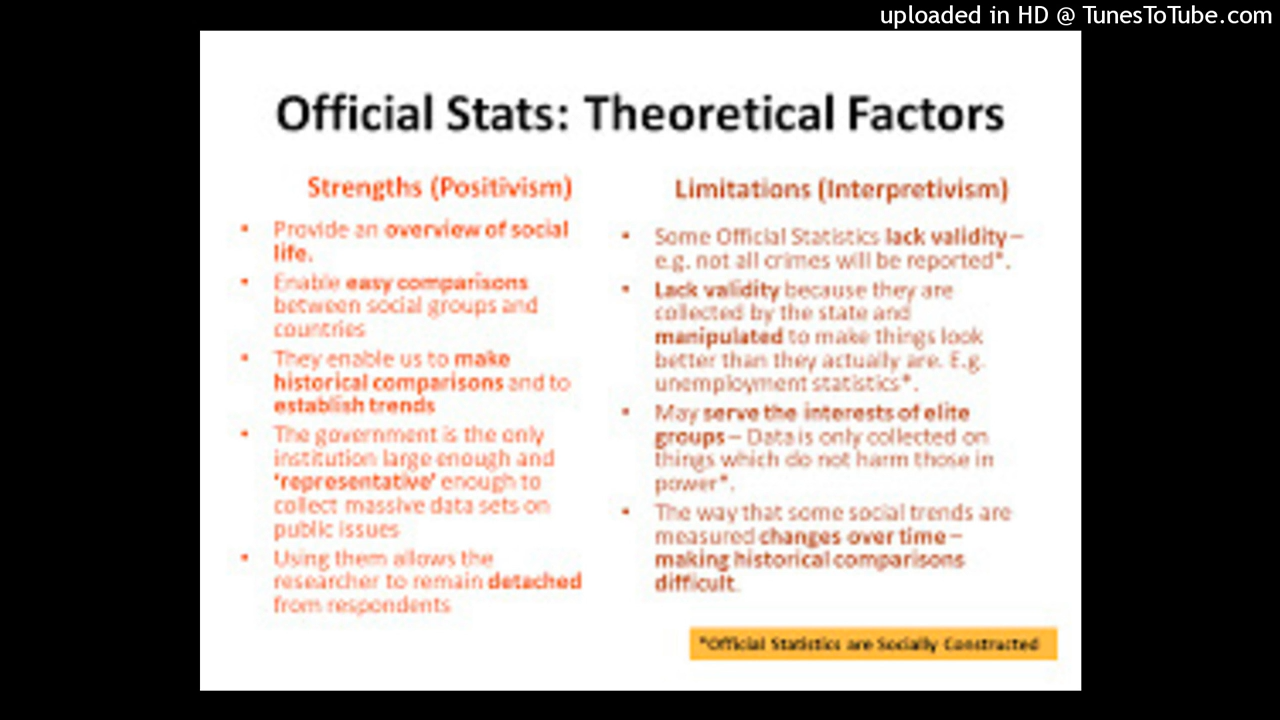 uploaded in HD @ TunesToTube.com
Official Stats: Theoretical Factors
Strengths (Positivism)
• Provide an overview of social
life.
• Enable easy comparisons
between social groups and
countries
• They enable us to make
historical comparisons and to
establish trends
• The government is the only
institution large enough and
'representative' enough to
collect massive data sets on
public issues
• Using them allows the
researcher to remain detached
from respondents
Limitations (Interpretivism)
• Some Official Statistics lack validity –
e.g. not all crimes will be reported*.
• Lack validity because they are
collected by the state and
manipulated to make things look
better than they actually are. E.g.
unemployment statistics*.
• May serve the interests of elite
groups – Data is only collected on
things which do not harm those in
power*.
• The way that some social trends are
measured changes over time –
making historical comparisons
difficult.
*Official Statistics are Socially Constructed